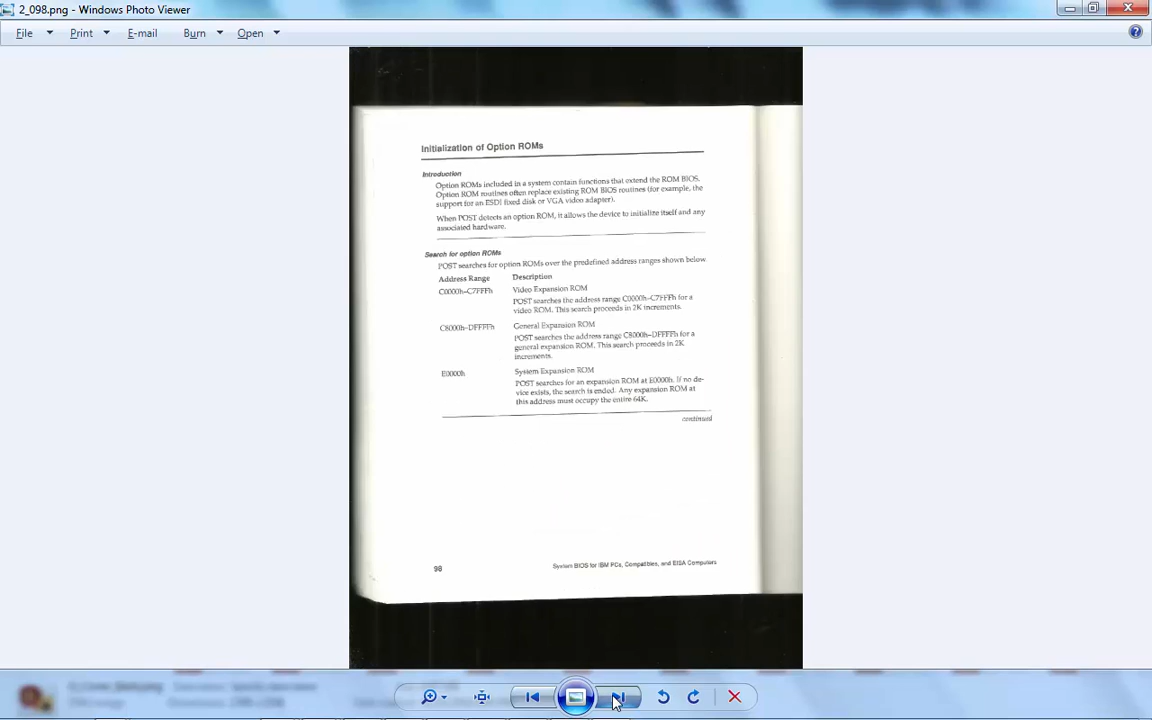 2_098.png - Windows Photo Viewer
File Print E-mail Burn Open
Initialization of Option ROMs
Introduction
Option ROMs included in a system contain functions that extend the ROM BIOS.
Option ROM routines often replace existing ROM BIOS routines (for example, the
support for an ESDI fixed disk or VGA video adapter).
When POST detects an option ROM, it allows the device to initialize itself and any
associated hardware.
Search for option ROMs
POST searches for option ROMs over the predefined address ranges shown below
Address Range Description
C0000h–C7FFFh Video Expansion ROM
POST searches the address range C0000h–C7FFFh for a
video ROM. This search proceeds in 2K increments.
C8000h–DFFFFh General Expansion ROM
POST searches the address range C8000h–DFFFFh for a
general expansion ROM. This search proceeds in 2K
increments.
E0000h System Expansion ROM
POST searches for an expansion ROM at E0000h. If no de-
vice exists, the search is ended. Any expansion ROM at
this address must occupy the entire 64K.
continued
98 System BIOS for IBM PCs, Compatibles, and EISA Computers